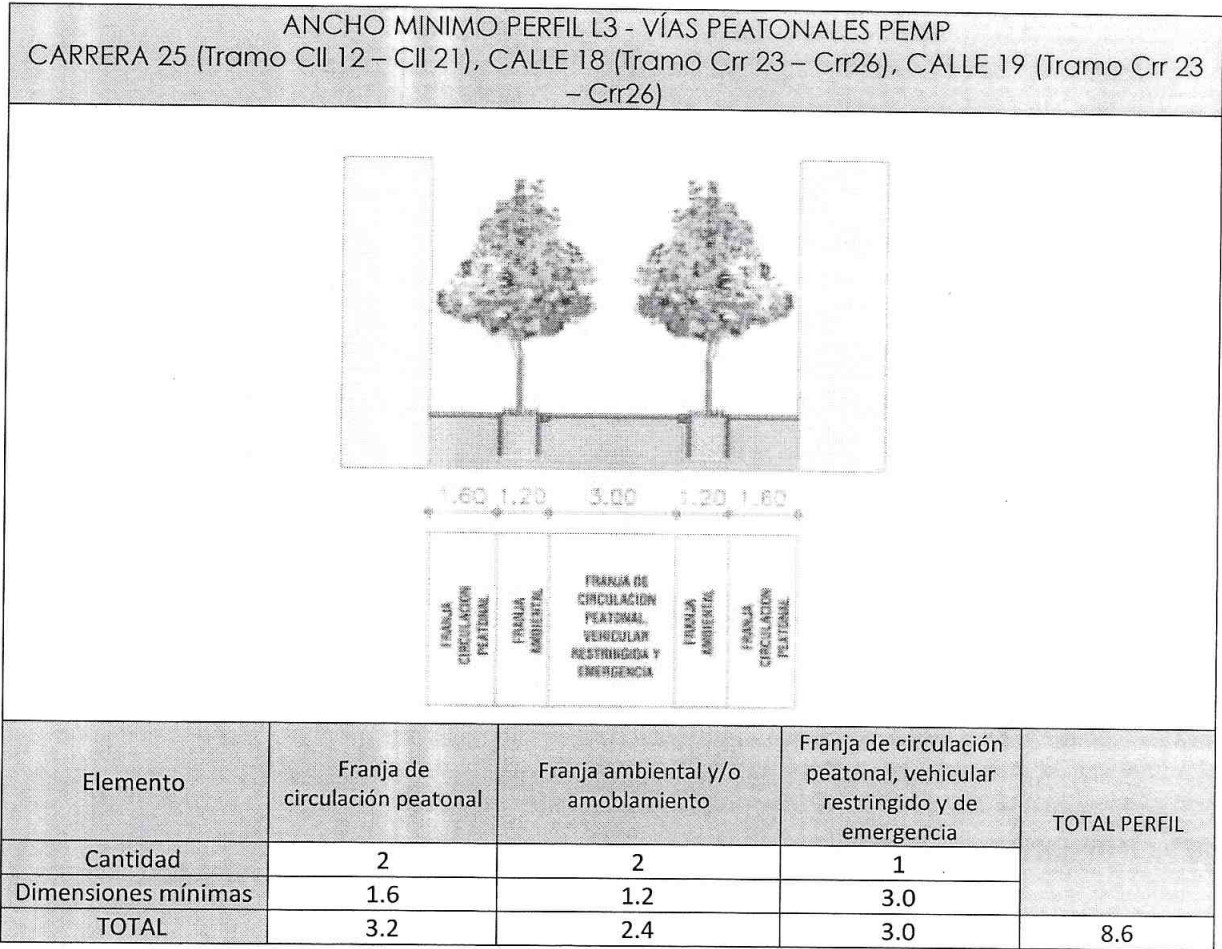 ANCHO MINIMO PERFIL L3 - VÍAS PEATONALES PEMP
CARRERA 25 (Tramo Cll 12 – Cll 21), CALLE 18 (Tramo Crr 23 – Crr26), CALLE 19 (Tramo Crr 23
– Crr26)
1.60 1.20 3.00 1.20 1.60
FRANJA
CIRCULACION
PEATONAL
FRANJA
AMBIENTAL
FRANJA DE
CIRCULACION
PEATONAL,
VEHICULAR
RESTRINGIDA Y
EMERGENCIA
FRANJA
AMBIENTAL
FRANJA
CIRCULACION
PEATONAL
Elemento
Franja de
circulación peatonal
Franja ambiental y/o
amoblamiento
Franja de circulación
peatonal, vehicular
restringido y de
emergencia
TOTAL PERFIL
Cantidad 2 2 1
Dimensiones mínimas 1.6 1.2 3.0
TOTAL 3.2 2.4 3.0 8.6